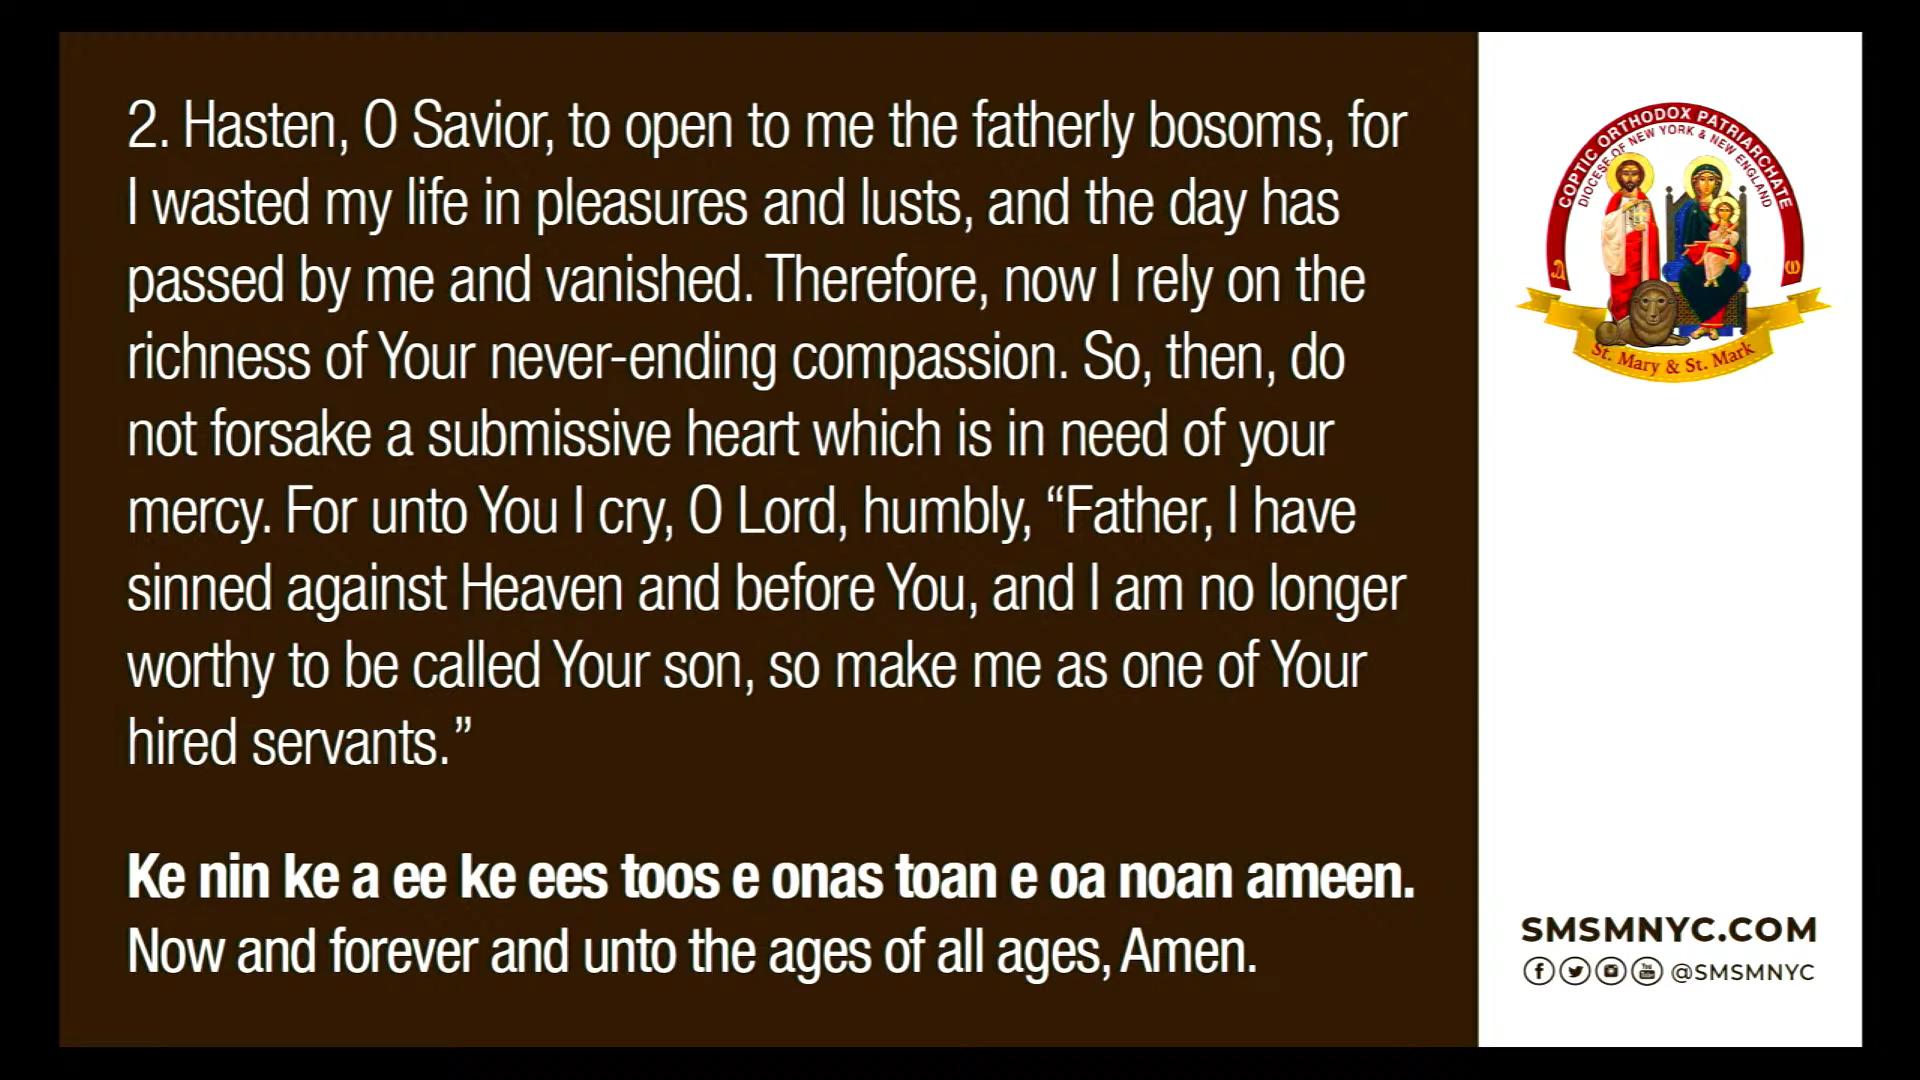 2. Hasten, O Savior, to open to me the fatherly bosoms, for
I wasted my life in pleasures and lusts, and the day has
passed by me and vanished. Therefore, now I rely on the
richness of Your never-ending compassion. So, then, do
not forsake a submissive heart which is in need of your
mercy. For unto You I cry, O Lord, humbly, “Father, I have
sinned against Heaven and before You, and I am no longer
worthy to be called Your son, so make me as one of Your
hired servants.”
Ke nin ke a ee ke ees toos e onas toan e oa noan ameen.
Now and forever and unto the ages of all ages, Amen.
COPTIC ORTHODOX PATRIARCHATE
DIOCESE OF NEW YORK & NEW ENGLAND
St. Mary & St. Mark
SMSMNYC.COM
@SMSMNYC